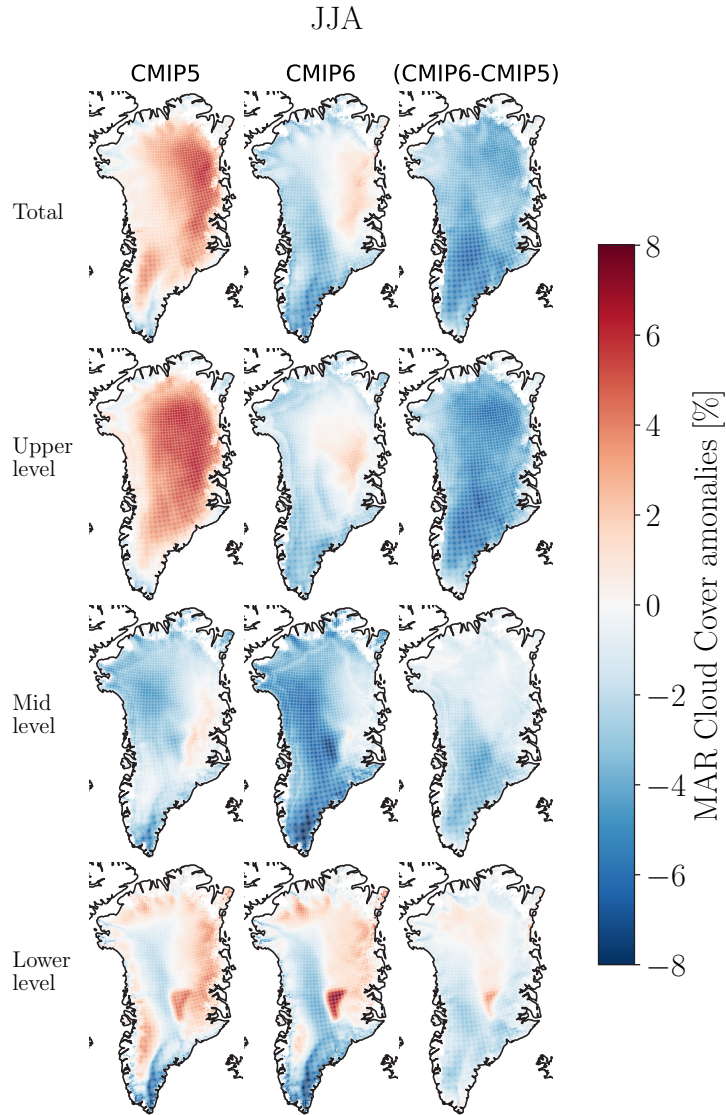 JJA
CMIP5 CMIP6 (CMIP6-CMIP5)
Total
Upper
level
Mid
level
Lower
level
8
6
4
2
0
−2
−4
−6
−8
MAR Cloud Cover amonalies [%]